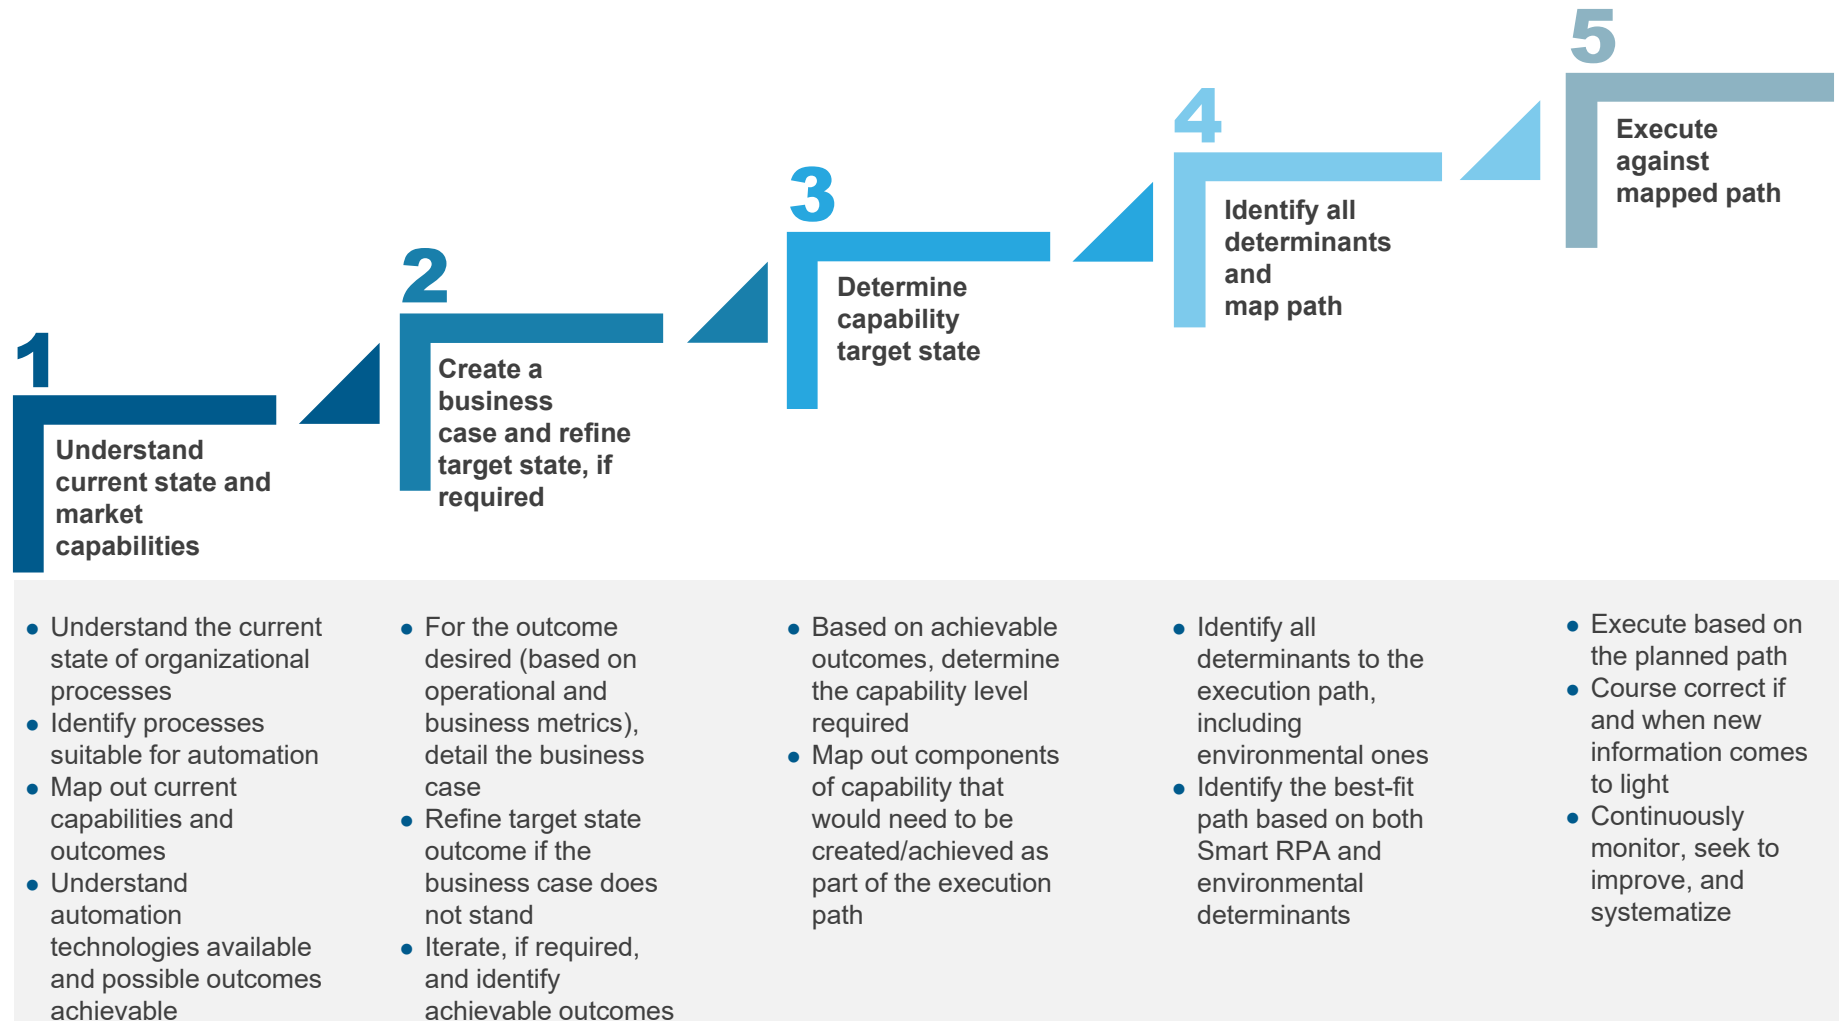 1
Understand
current state and
market
capabilities
2
Create a
business
case and refine
target state, if
required
3
Determine
capability
target state
4
Identify all
determinants
and
map path
5
Execute
against
mapped path
● Understand the current
state of organizational
processes
● Identify processes
suitable for automation
● Map out current
capabilities and
outcomes
● Understand
automation
technologies available
and possible outcomes
achievable
● For the outcome
desired (based on
operational and
business metrics),
detail the business
case
● Refine target state
outcome if the
business case does
not stand
● Iterate, if required,
and identify
achievable outcomes
● Based on achievable
outcomes, determine
the capability level
required
● Map out components
of capability that
would need to be
created/achieved as
part of the execution
path
● Identify all
determinants to the
execution path,
including
environmental ones
● Identify the best-fit
path based on both
Smart RPA and
environmental
determinants
● Execute based on
the planned path
● Course correct if
and when new
information comes
to light
● Continuously
monitor, seek to
improve, and
systematize